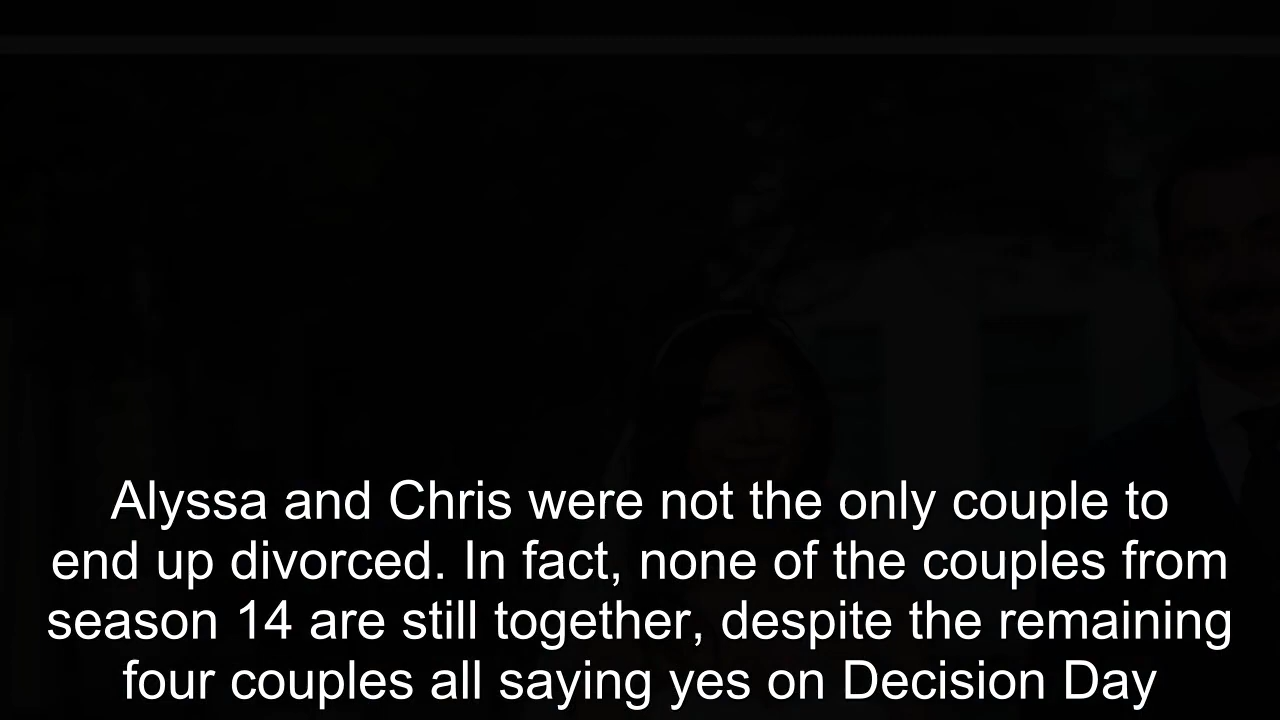 Alyssa and Chris were not the only couple to
end up divorced. In fact, none of the couples from
season 14 are still together, despite the remaining
four couples all saying yes on Decision Day